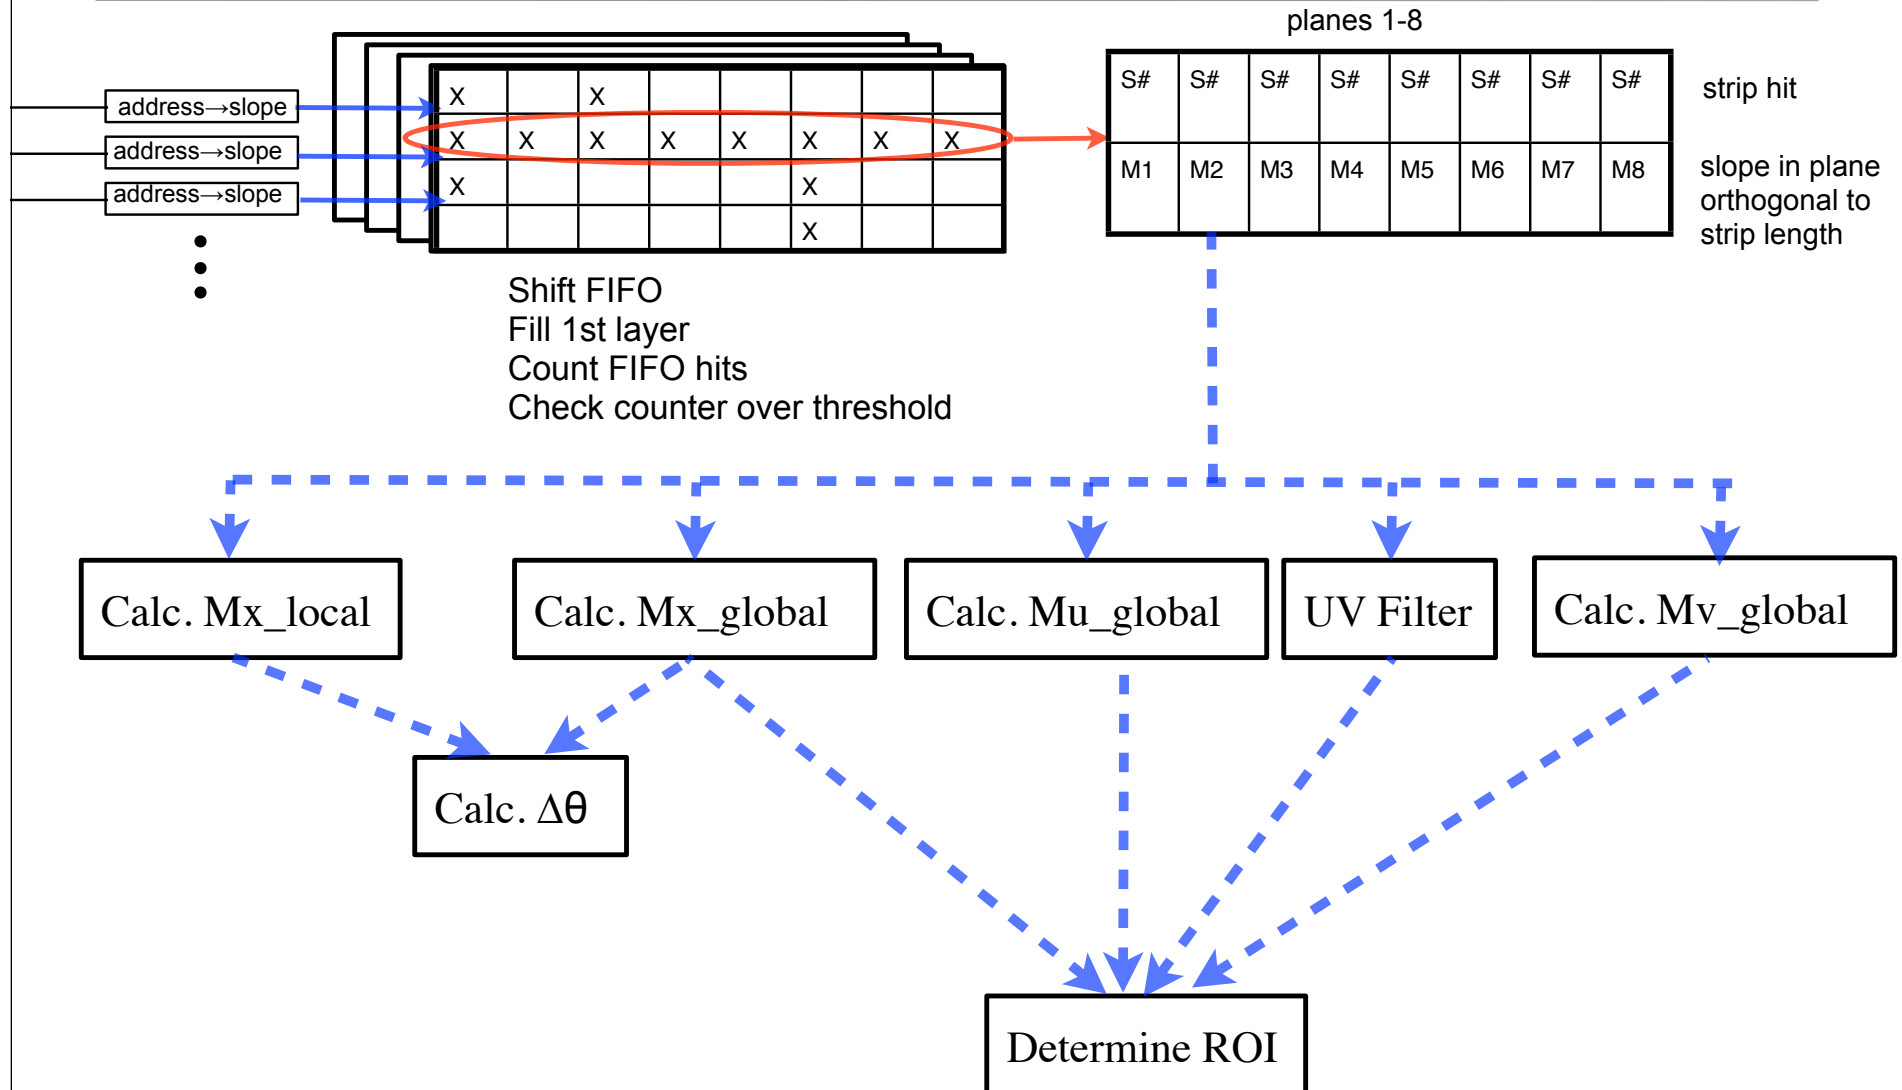 planes 1-8
address→slope
address→slope
address→slope
X X
X X X X X X X X
X X
X
S# S# S# S# S# S# S# S#
strip hit
M1 M2 M3 M4 M5 M6 M7 M8
slope in plane
orthogonal to
strip length
Shift FIFO
Fill 1st layer
Count FIFO hits
Check counter over threshold
Calc. Mx_local
Calc. Mx_global
Calc. Mu_global
UV Filter
Calc. Mv_global
Calc. Δθ
Determine ROI